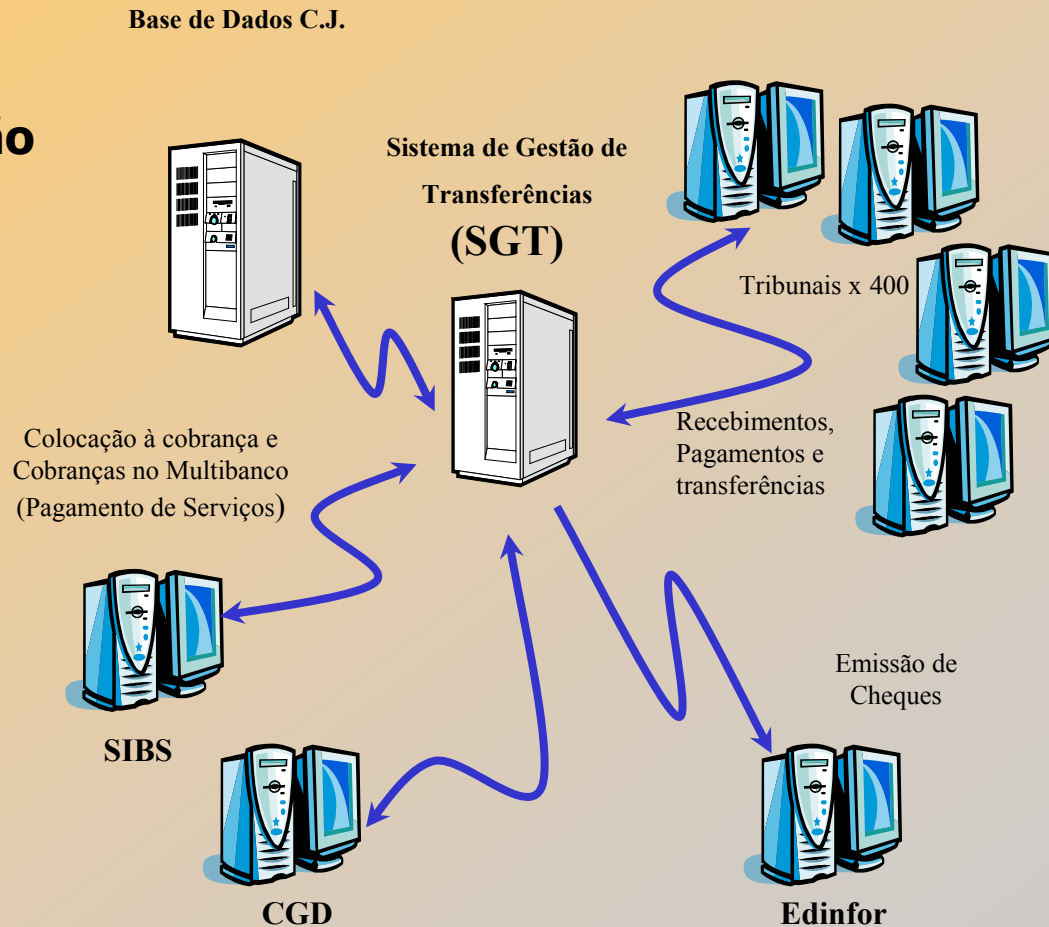 Base de Dados C.J.
Sistema de Gestão de
Transferências
(SGT)
Tribunais x 400
Recebimentos,
Pagamentos e
transferências
Colocação à cobrança e
Cobranças no Multibanco
(Pagamento de Serviços)
SIBS
Emissão de
Cheques
CGD
Edinfor